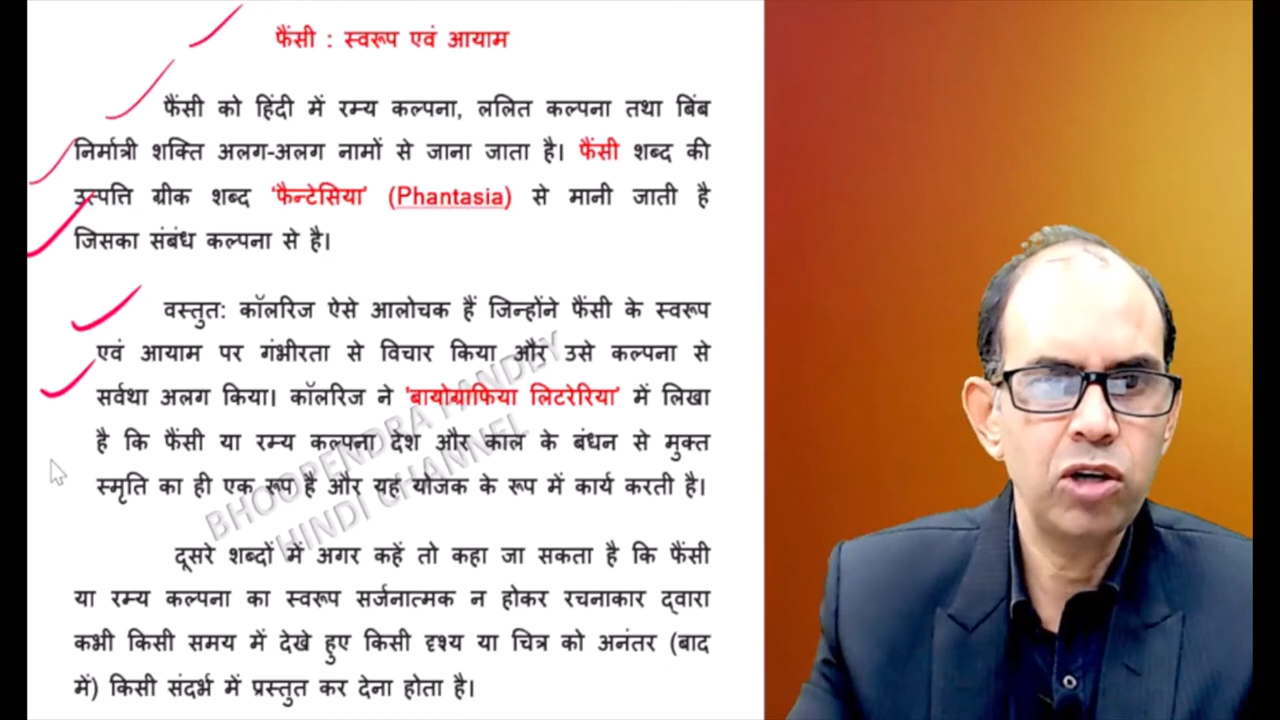 फैंसी : स्वरूप एवं आयाम
फैंसी को हिंदी में रम्य कल्पना, ललित कल्पना तथा बिंब
निर्मात्री शक्ति अलग-अलग नामों से जाना जाता है। फैंसी शब्द की
उत्पत्ति ग्रीक शब्द 'फैन्टेसिया' (Phantasia) से मानी जाती है
जिसका संबंध कल्पना से है।
वस्तुत: कॉलरिज ऐसे आलोचक हैं जिन्होंने फैंसी के स्वरूप
एवं आयाम पर गंभीरता से विचार किया और उसे कल्पना से
सर्वथा अलग किया। कॉलरिज ने 'बायोग्राफिया लिटरेरिया' में लिखा
है कि फैंसी या रम्य कल्पना देश और काल के बंधन से मुक्त
स्मृति का ही एक रूप है और यह योजक के रूप में कार्य करती है।
दूसरे शब्दों में अगर कहें तो कहा जा सकता है कि फैंसी
या रम्य कल्पना का स्वरूप सर्जनात्मक न होकर रचनाकार द्वारा
कभी किसी समय में देखे हुए किसी दृश्य या चित्र को अनंतर (बाद
में) किसी संदर्भ में प्रस्तुत कर देना होता है।
BHOOPENDRA PANDEY
HINDI CHANNEL